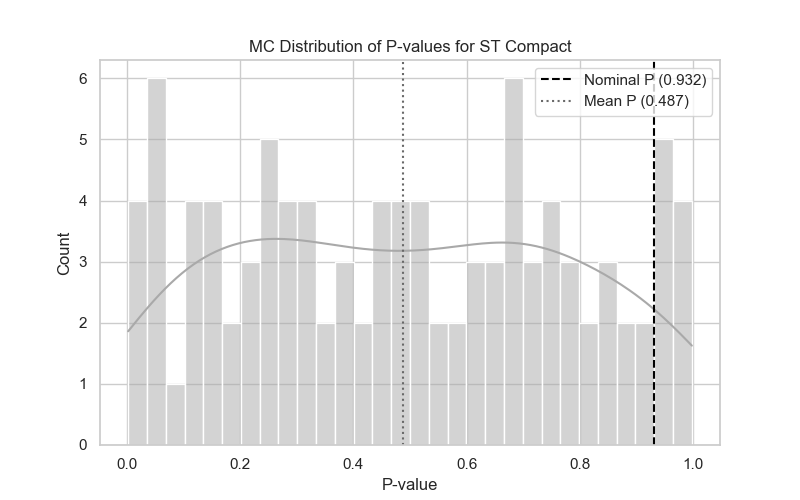 MC Distribution of P-values for ST Compact
Nominal P (0.932)
Mean P (0.487)
Count
6
5
4
3
2
1
0
0.0 0.2 0.4 0.6 0.8 1.0
P-value